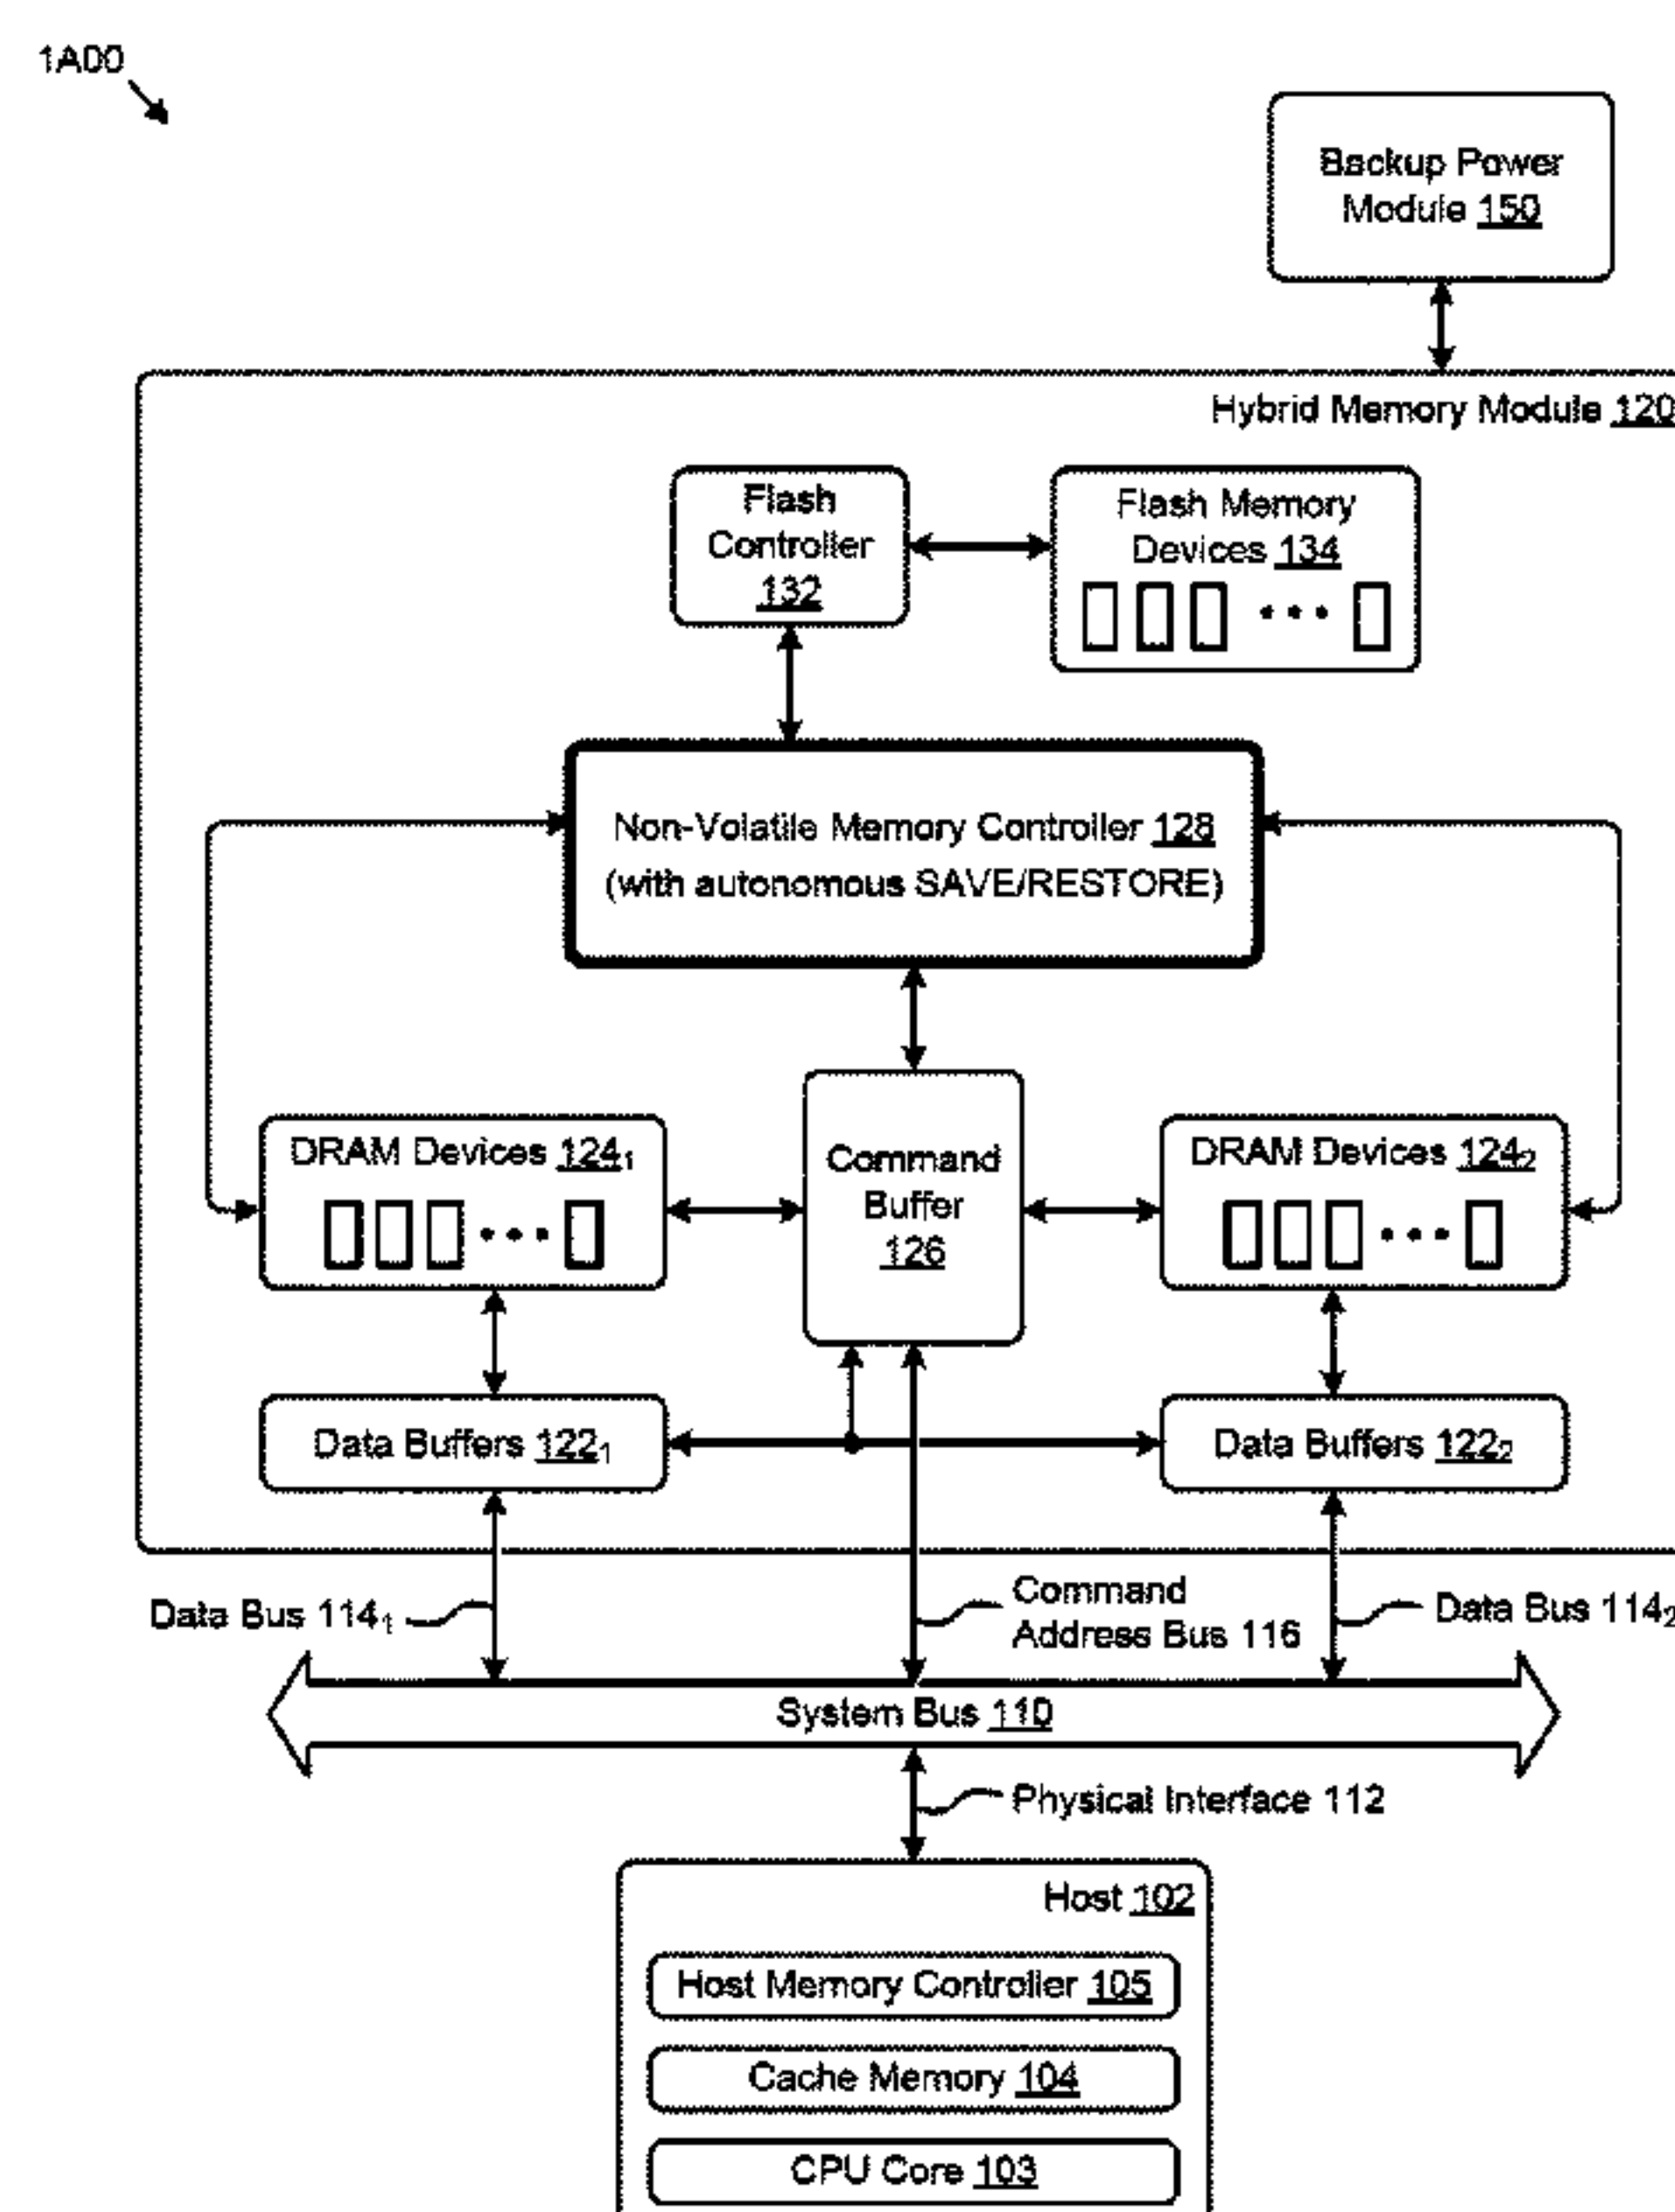 1A00
Backup Power
Module 150
Hybrid Memory Module 120
Flash
Controller
132
Flash Memory
Devices 134
Non-Volatile Memory Controller 128
(with autonomous SAVE/RESTORE)
DRAM Devices 124₁
Command
Buffer
126
DRAM Devices 124₂
Data Buffers 122₁
Data Buffers 122₂
Data Bus 114₁
Command
Address Bus 116
Data Bus 114₂
System Bus 110
Physical Interface 112
Host 102
Host Memory Controller 105
Cache Memory 104
CPU Core 103